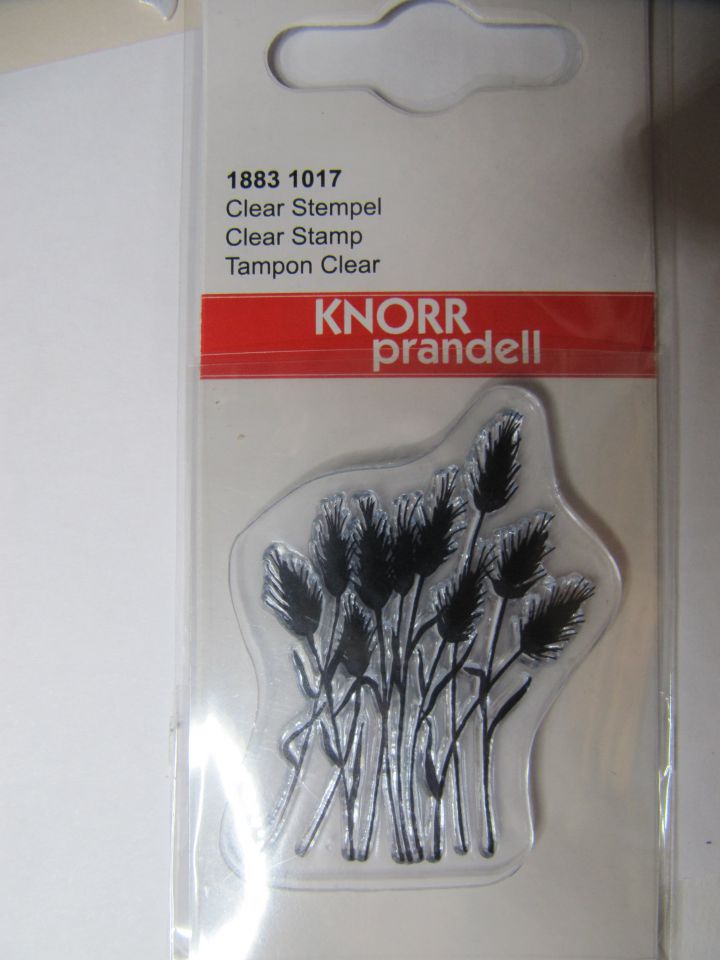 1883 1017
Clear Stempel
Clear Stamp
Tampon Clear
KNORR
prandell